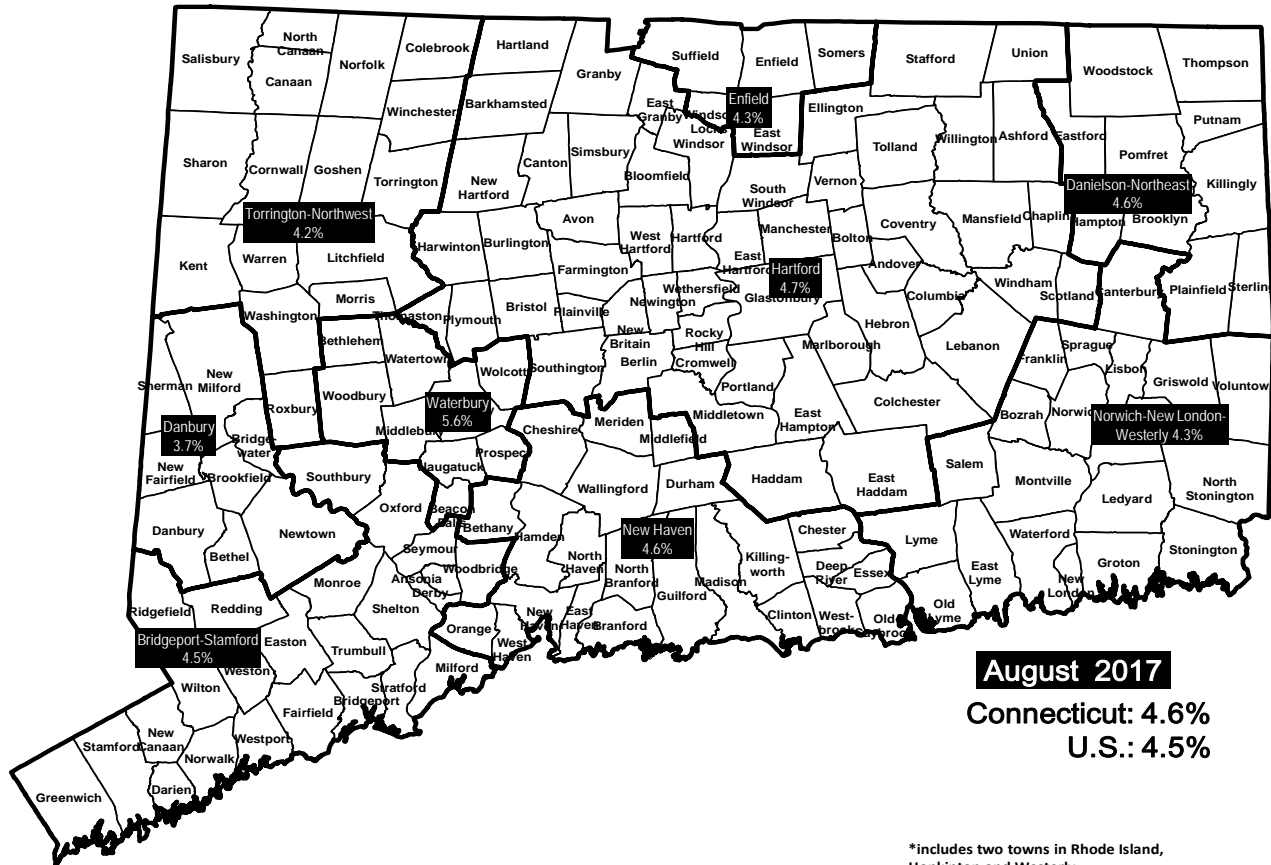 North
Canaan
Colebrook
Hartland
Suffield
Enfield
Somers
Stafford
Union
Woodstock
Thompson
Salisbury
Canaan
Norfolk
Granby
Winchester
Barkhamsted
East
Granby
Windsor
Locks
Enfield
4.3%
East
Windsor
Ellington
Willington
Ashford
Eastford
Putnam
Pomfret
Sharon
Cornwall
Goshen
Torrington
New
Hartford
Canton
Simsbury
Bloomfield
Windsor
Tolland
Vernon
South
Windsor
Killingly
Danielson-Northeast
4.6%
Torrington-Northwest
4.2%
Avon
West
Hartford
Hartford
Manchester
Bolton
Coventry
Mansfield
Chaplin
Hampton
Brooklyn
Kent
Warren
Litchfield
Harwinton
Burlington
Farmington
East
Hartford
Hartford
4.7%
Andover
Columbia
Windham
Scotland
Canterbury
Plainfield
Sterling
Morris
Washington
Thomaston
Plymouth
Bristol
Plainville
Newington
Wethersfield
Glastonbury
New
Britain
Rocky
Hill
Hebron
Lebanon
Bethlehem
Watertown
Berlin
Cromwell
Marlborough
Franklin
Sprague
Lisbon
Griswold
Voluntown
Sherman
New
Milford
Roxbury
Woodbury
Wolcott
Southington
Portland
Colchester
Danbury
3.7%
Waterbury
5.6%
Middlebury
Cheshire
Meriden
Middletown
East
Hampton
Bozrah
Norwich-New London-
Westerly 4.3%
Bridge-
water
Middlefield
New
Fairfield
Brookfield
Southbury
Naugatuck
Prospect
Wallingford
Durham
Haddam
East
Haddam
Salem
Montville
Ledyard
North
Stonington
Oxford
Beacon
Falls
Bethany
Danbury
Bethel
Newtown
Hamden
New Haven
4.6%
Chester
Lyme
Waterford
Stonington
Seymour
Woodbridge
North
Haven
North
Branford
Killing-
worth
Deep
River
Essex
East
Lyme
Groton
Monroe
Ansonia
Derby
Madison
New
London
Ridgefield
Redding
Shelton
Guilford
Clinton
West-
brook
Old
Saybrook
Old
Lyme
Bridgeport-Stamford
4.5%
Easton
Orange
New
Haven
East
Haven
Branford
West
Haven
Weston
Trumbull
Milford
Wilton
Stratford
Bridgeport
Fairfield
New
Canaan
Stamford
Westport
Norwalk
Greenwich
Darien
August 2017
Connecticut: 4.6%
U.S.: 4.5%
*includes two towns in Rhode Island,